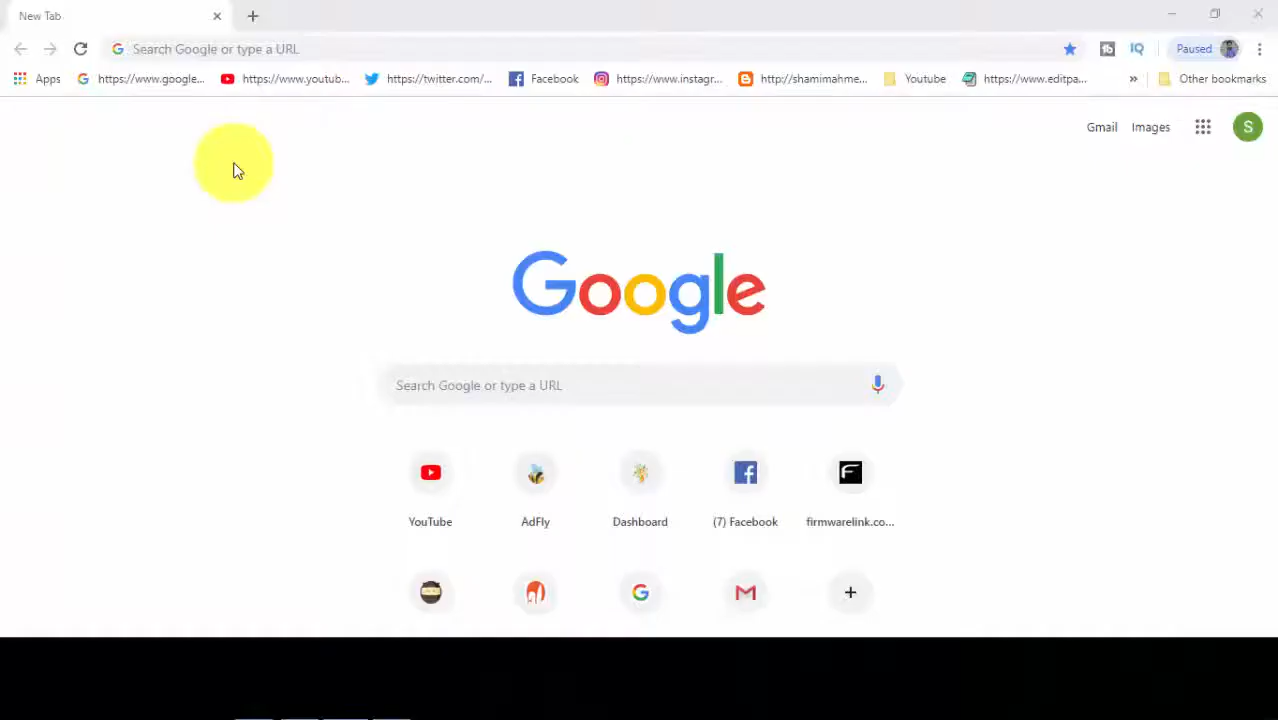 New Tab
Search Google or type a URL
Paused
Apps https://www.google... https://www.youtub... https://twitter.com/... Facebook https://www.instagr... http://shamimahme... Youtube https://www.editpa... » Other bookmarks
Gmail Images S
Google
Search Google or type a URL
YouTube AdFly Dashboard (7) Facebook firmwarelink.co...